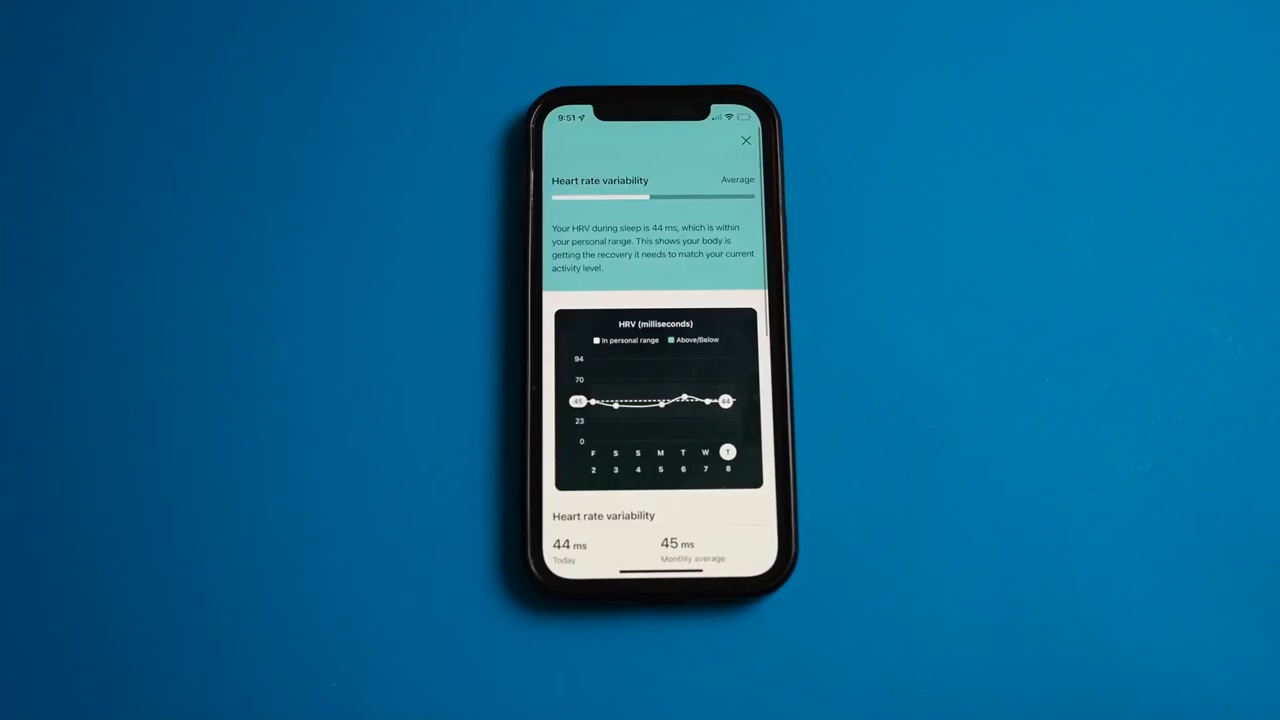 9:51
Heart rate variability Average
Your HRV during sleep is 44 ms, which is within
your personal range. This shows your body is
getting the recovery it needs to match your current
activity level.
HRV (milliseconds)
In personal range Above/Below
94
70
45 44
23
0
F S S M T W T
2 3 4 5 6 7 8
Heart rate variability
44 ms 45 ms
Today Monthly average